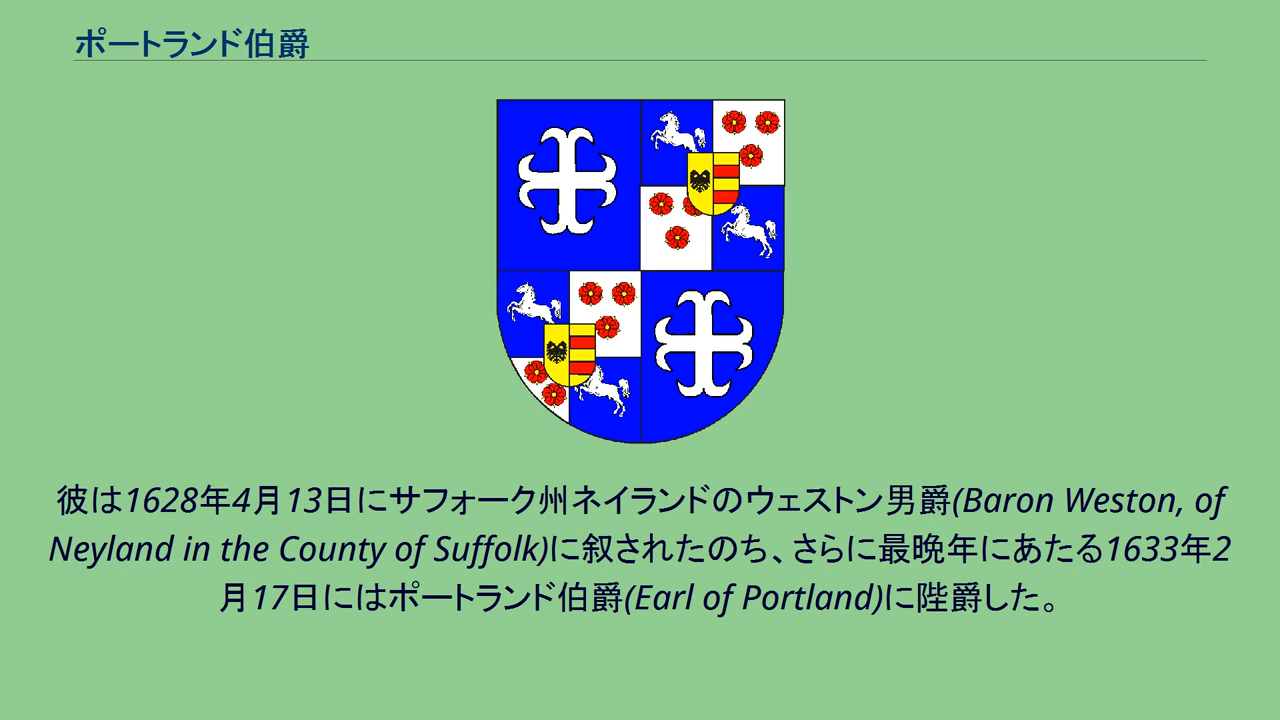 ポートランド伯爵
彼は1628年4月13日にサフォーク州ネイランドのウェストン男爵(Baron Weston, of
Neyland in the County of Suffolk)に叙されたのち、さらに最晩年にあたる1633年2
月17日にはポートランド伯爵(Earl of Portland)に陞爵した。